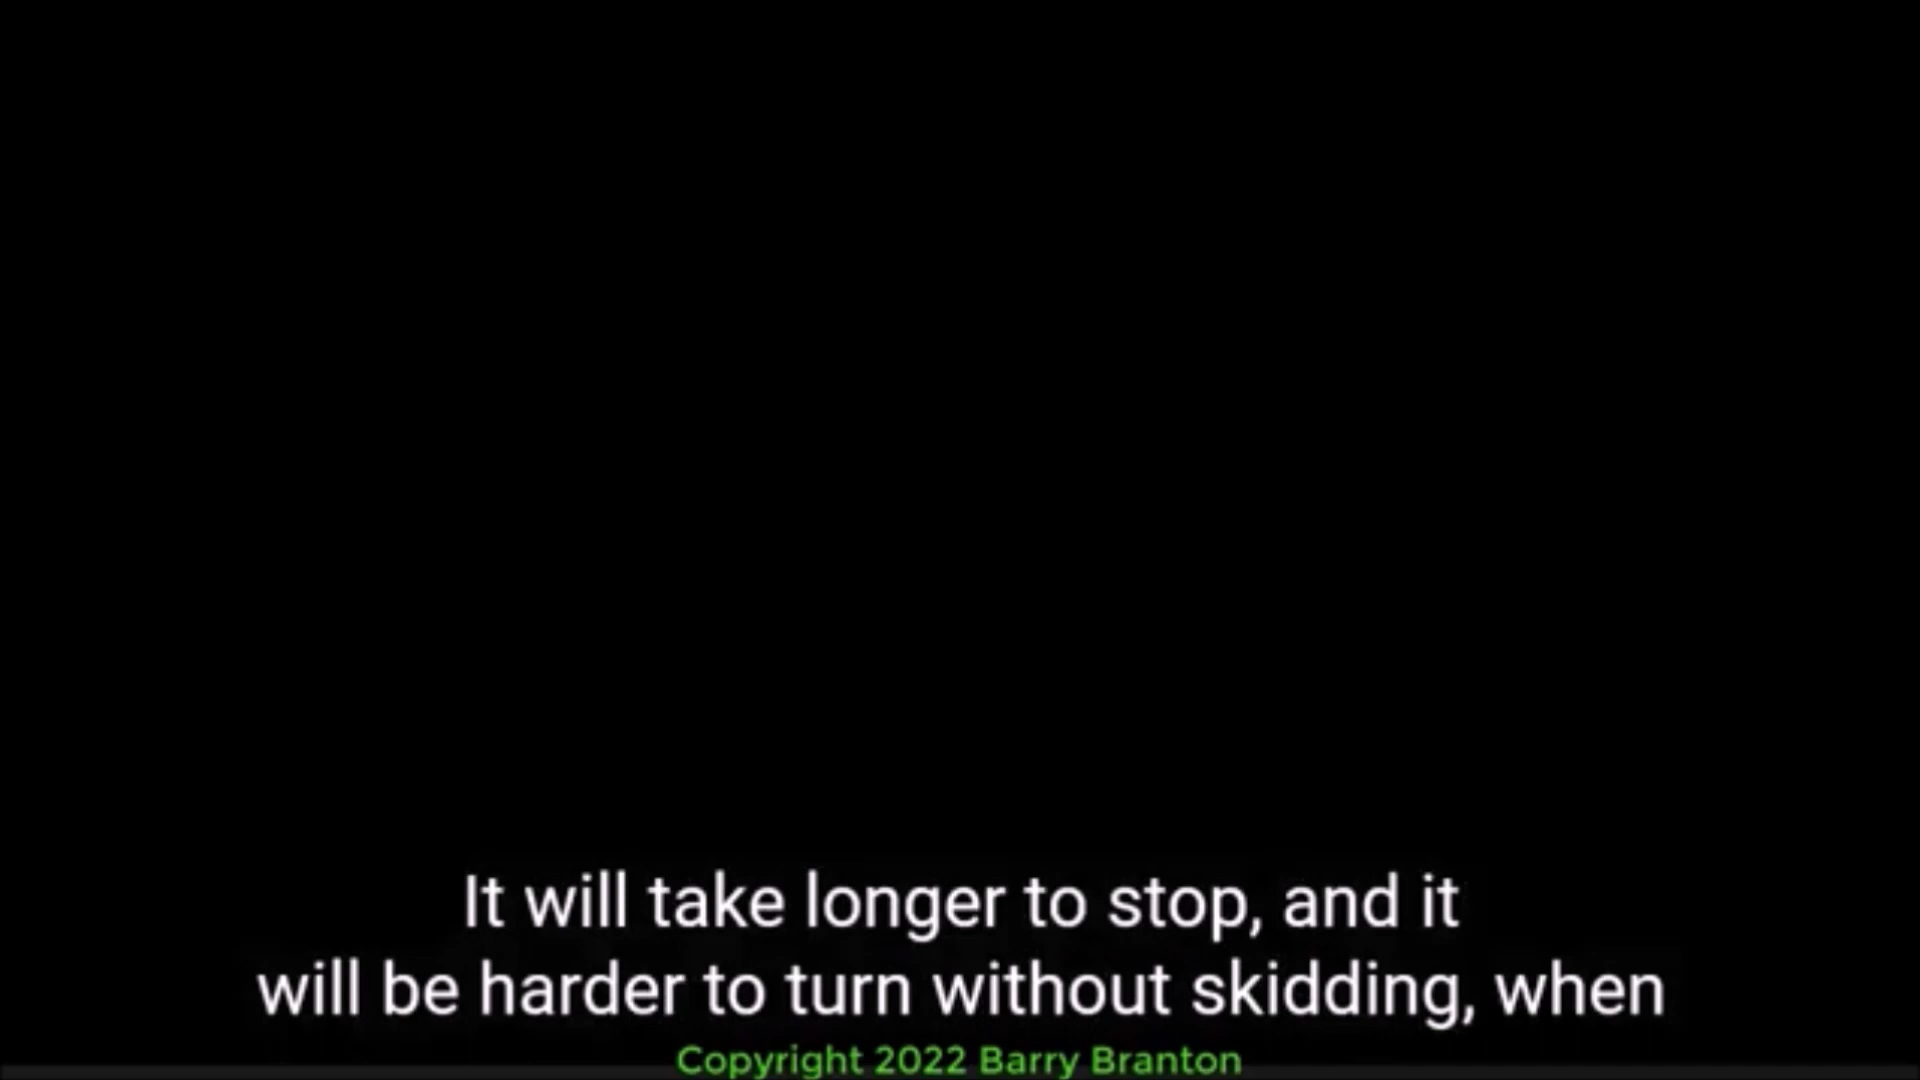 It will take longer to stop, and it
will be harder to turn without skidding, when
Copyright 2022 Barry Branton